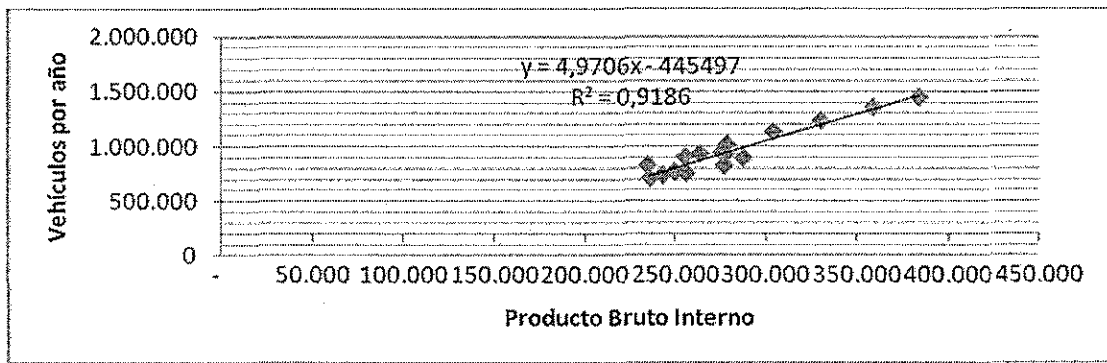 2.000.000
y = 4,9706x - 445497
1.500.000
R² = 0,9186
1.000.000
500.000
0
Vehículos por año
- 50.000 100.000 150.000 200.000 250.000 300.000 350.000 400.000 450.000
Producto Bruto Interno